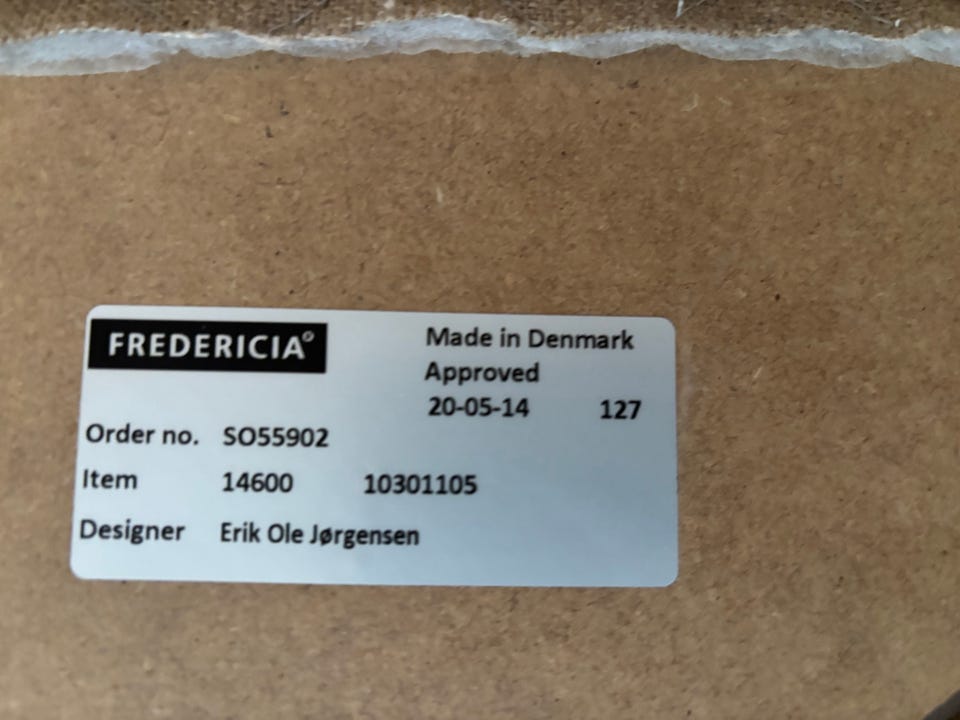 FREDERICIA®
Made in Denmark
Approved
20-05-14 127
Order no. SO55902
Item 14600 10301105
Designer Erik Ole Jørgensen